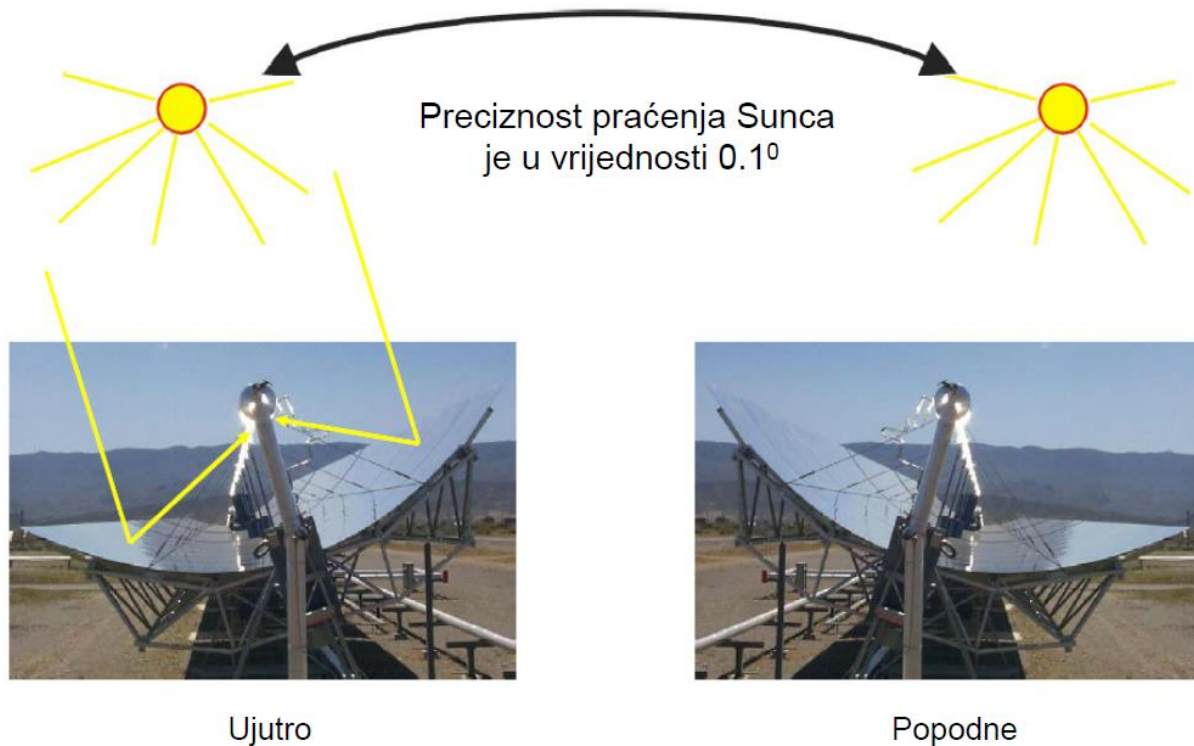 Preciznost praćenja Sunca
je u vrijednosti 0.1⁰
Ujutro
Popodne